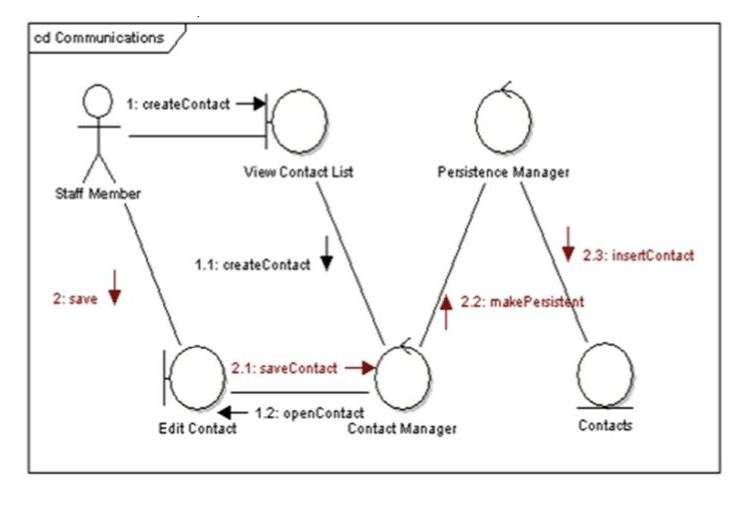 cd Communications
1: createContact
View Contact List
Persistence Manager
Staff Member
1.1: createContact
2.3: insertContact
2: save
2.2: makePersistent
2.1: saveContact
1.2: openContact
Edit Contact
Contact Manager
Contacts